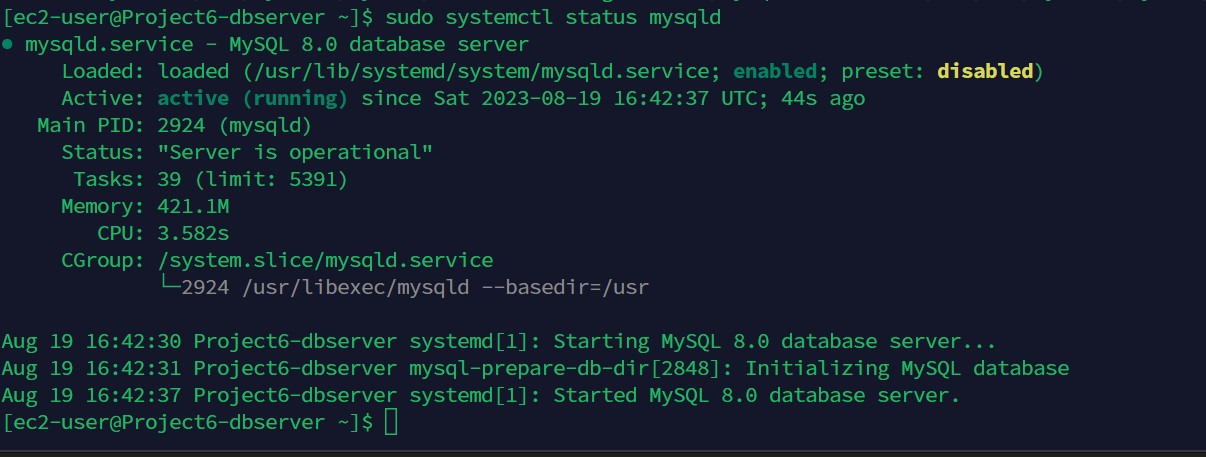 [ec2-user@Project6-dbserver ~]$ sudo systemctl status mysqld
● mysqld.service - MySQL 8.0 database server
     Loaded: loaded (/usr/lib/systemd/system/mysqld.service; enabled; preset: disabled)
     Active: active (running) since Sat 2023-08-19 16:42:37 UTC; 44s ago
   Main PID: 2924 (mysqld)
     Status: "Server is operational"
      Tasks: 39 (limit: 5391)
     Memory: 421.1M
        CPU: 3.582s
     CGroup: /system.slice/mysqld.service
             └─2924 /usr/libexec/mysqld --basedir=/usr

Aug 19 16:42:30 Project6-dbserver systemd[1]: Starting MySQL 8.0 database server...
Aug 19 16:42:31 Project6-dbserver mysql-prepare-db-dir[2848]: Initializing MySQL database
Aug 19 16:42:37 Project6-dbserver systemd[1]: Started MySQL 8.0 database server.
[ec2-user@Project6-dbserver ~]$